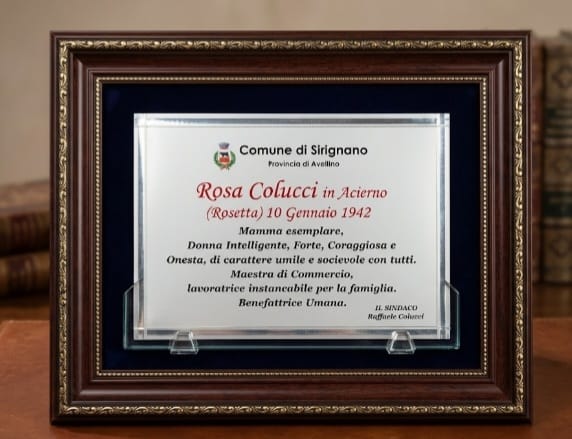 Comune di Sirignano
Provincia di Avellino
Rosa Colucci in Acierno
(Rosetta) 10 Gennaio 1942
Mamma esemplare,
Donna Intelligente, Forte, Coraggiosa e
Onesta, di carattere umile e socievole con tutti.
Maestra di Commercio,
lavoratrice instancabile per la famiglia.
Benefattrice Umana.
IL SINDACO
Raffaele Colucci